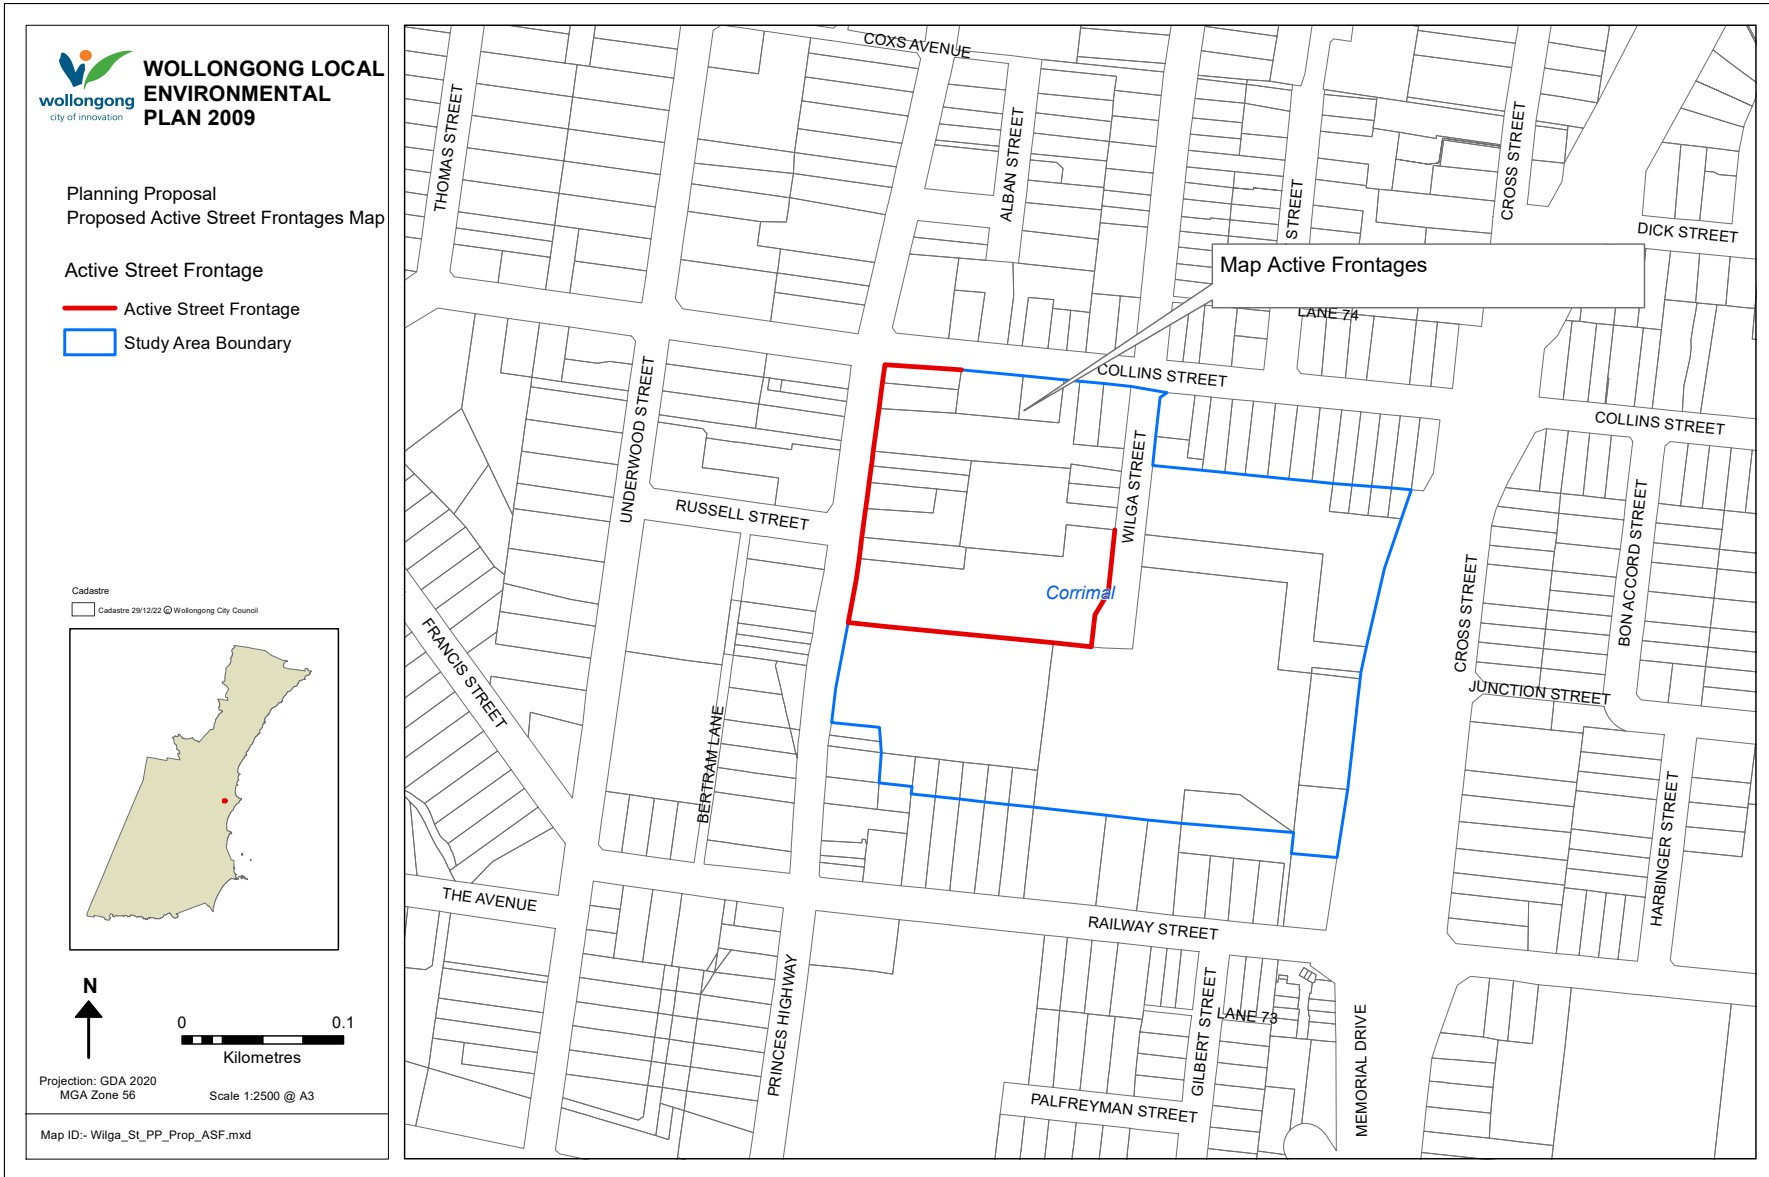 wollongong
city of innovation
WOLLONGONG LOCAL
ENVIRONMENTAL
PLAN 2009
Planning Proposal
Proposed Active Street Frontages Map
Active Street Frontage
Active Street Frontage
Study Area Boundary
Cadastre
Cadastre 29/12/22 © Wollongong City Council
N
0 0.1
Kilometres
Projection: GDA 2020
MGA Zone 56
Scale 1:2500 @ A3
Map ID:- Wilga_St_PP_Prop_ASF.mxd
COXS AVENUE
THOMAS STREET
ALBAN STREET
CROSS STREET
STREET
DICK STREET
Map Active Frontages
LANE 74
COLLINS STREET
COLLINS STREET
UNDERWOOD STREET
RUSSELL STREET
WILGA STREET
BON ACCORD STREET
CROSS STREET
Corrimal
FRANCIS STREET
JUNCTION STREET
BERTRAM LANE
HARBINGER STREET
THE AVENUE
RAILWAY STREET
PRINCES HIGHWAY
GILBERT STREET
LANE 73
MEMORIAL DRIVE
PALFREYMAN STREET